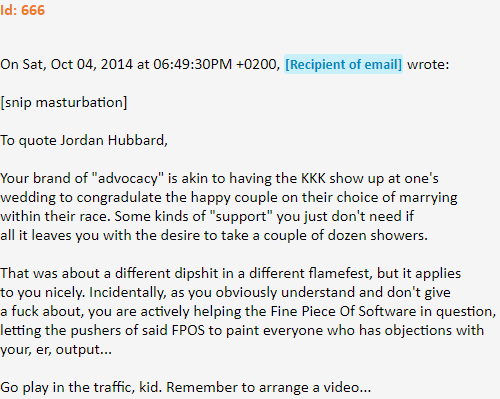 Id: 666
On Sat, Oct 04, 2014 at 06:49:30PM +0200, [Recipient of email] wrote:
[snip masturbation]
To quote Jordan Hubbard,
Your brand of "advocacy" is akin to having the KKK show up at one's
wedding to congradulate the happy couple on their choice of marrying
within their race. Some kinds of "support" you just don't need if
all it leaves you with the desire to take a couple of dozen showers.
That was about a different dipshit in a different flamefest, but it applies
to you nicely. Incidentally, as you obviously understand and don't give
a fuck about, you are actively helping the Fine Piece Of Software in question,
letting the pushers of said FPOS to paint everyone who has objections with
your, er, output...
Go play in the traffic, kid. Remember to arrange a video...